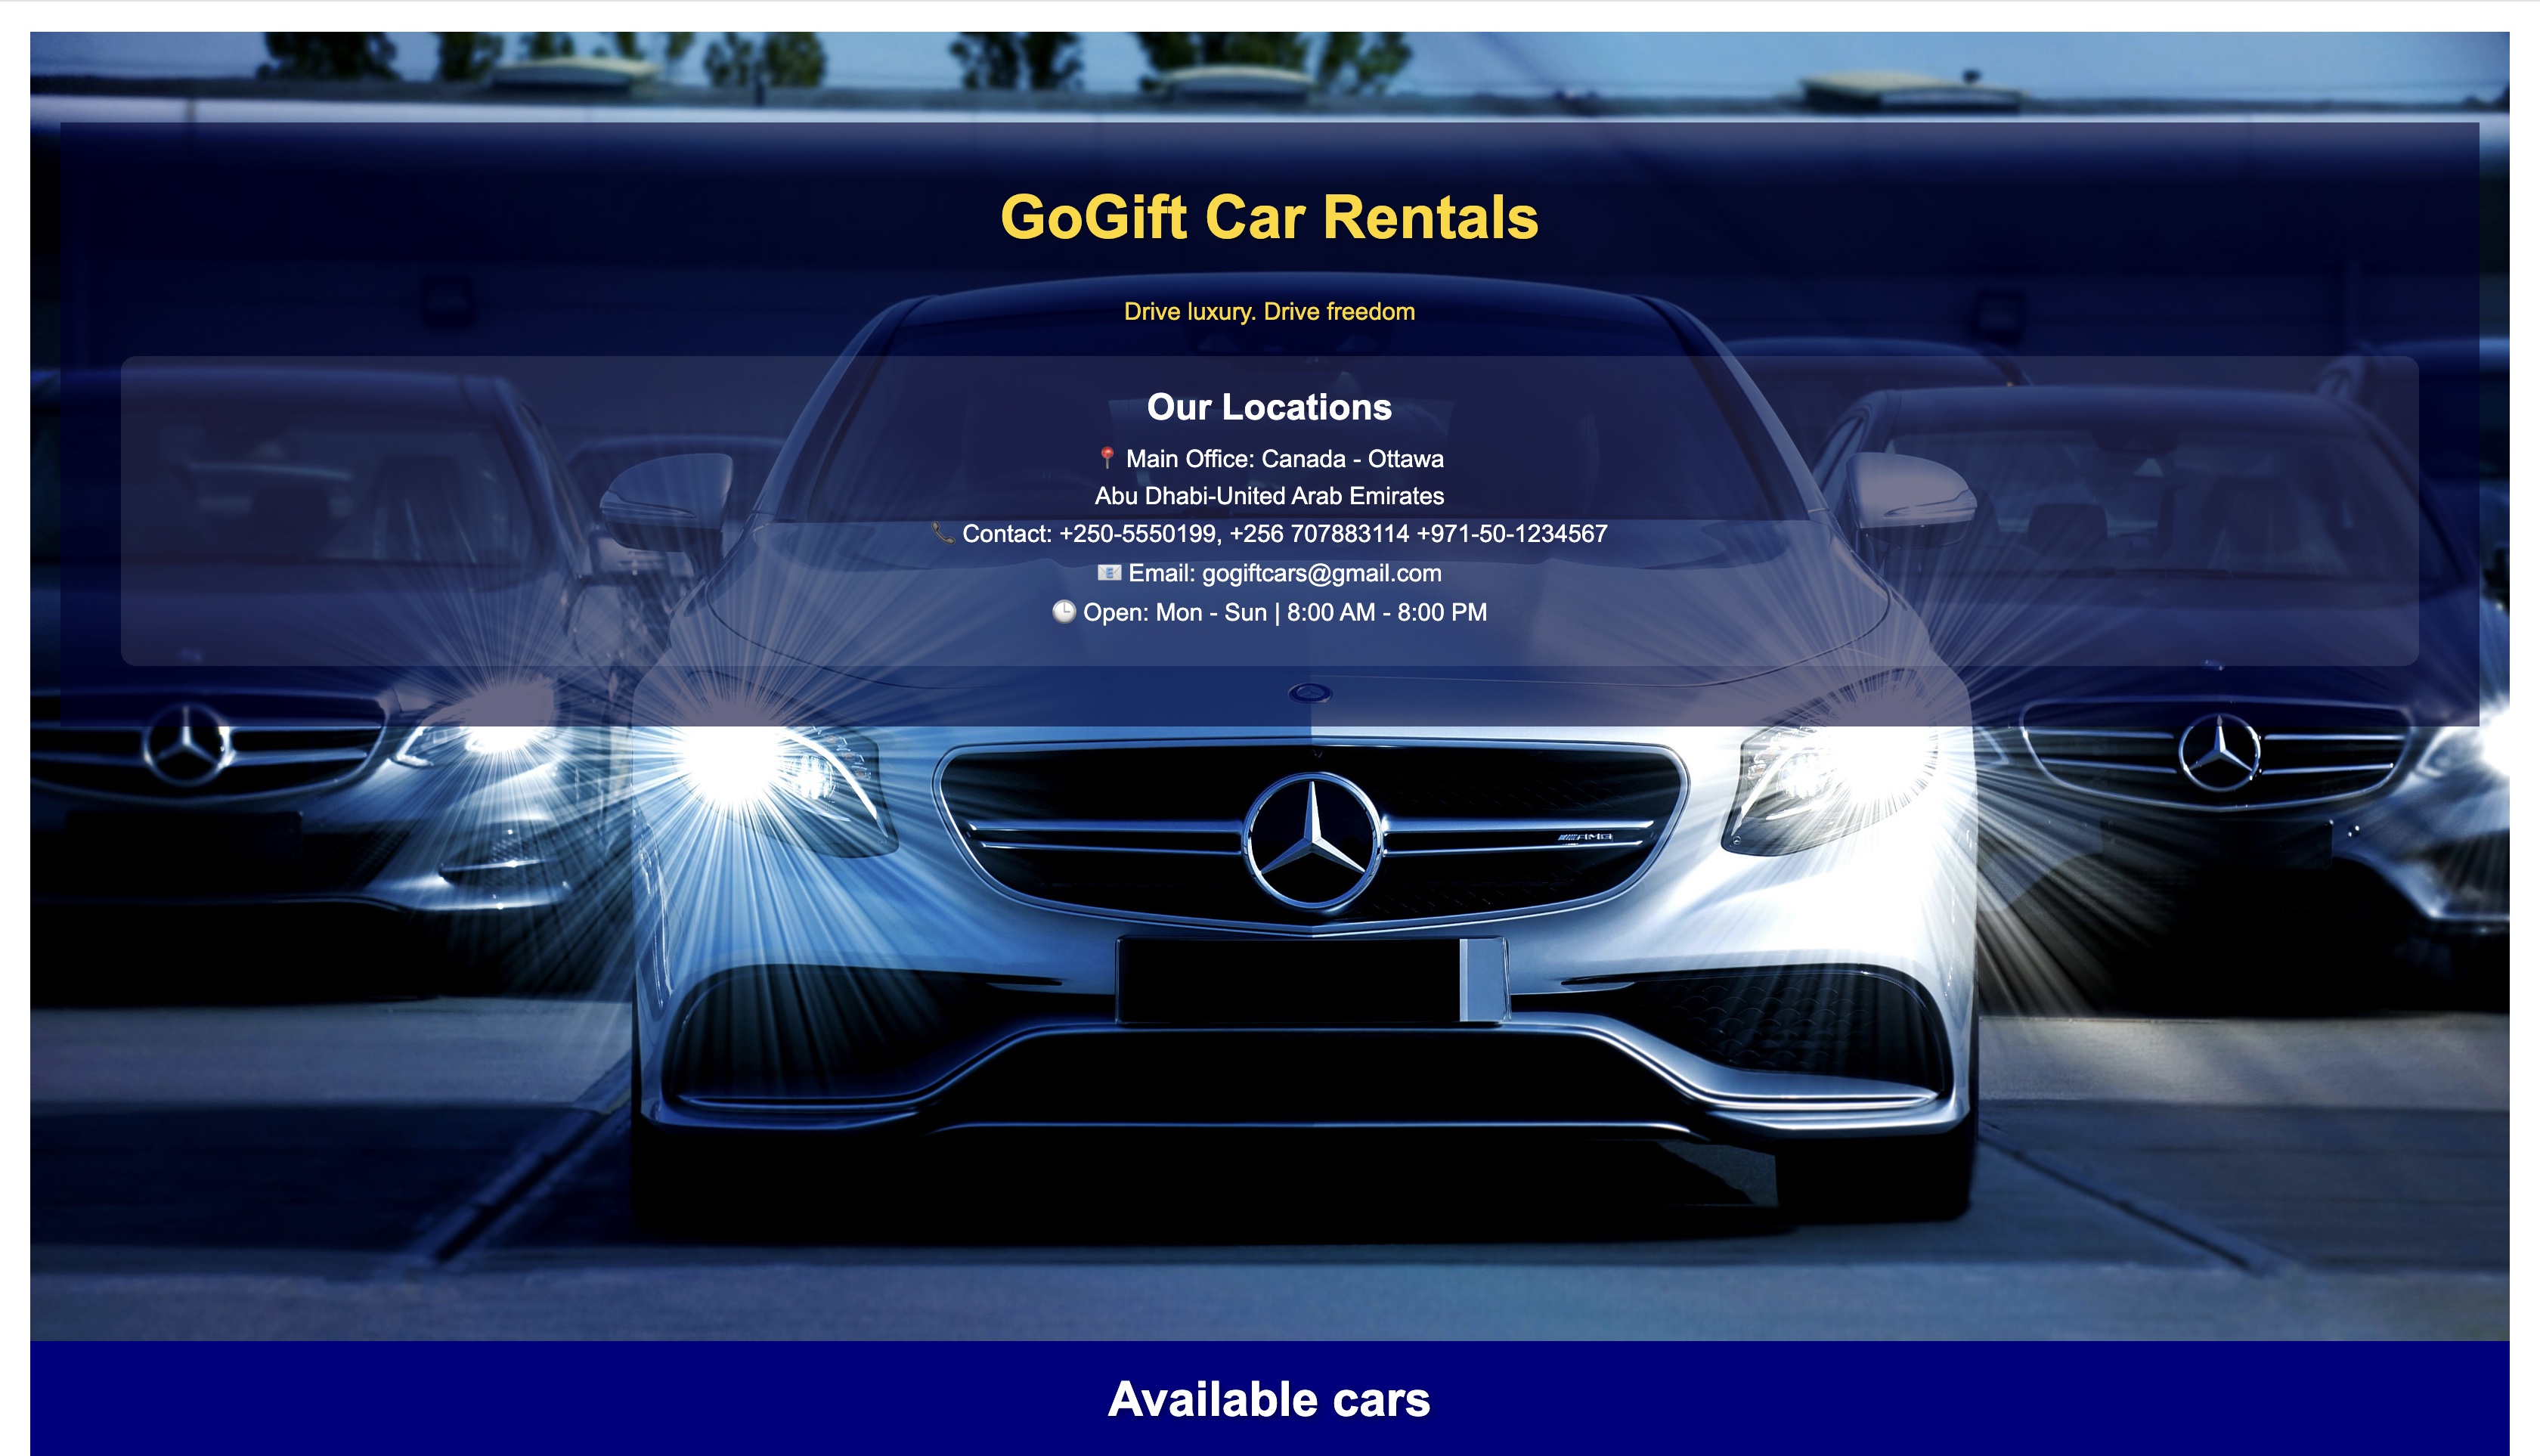 GoGift Car Rentals
Drive luxury. Drive freedom
Our Locations
📍 Main Office: Canada - Ottawa
Abu Dhabi-United Arab Emirates
📞 Contact: +250-5550199, +256 707883114 +971-50-1234567
📧 Email: gogiftcars@gmail.com
🕒 Open: Mon - Sun | 8:00 AM - 8:00 PM
AMG
Available cars